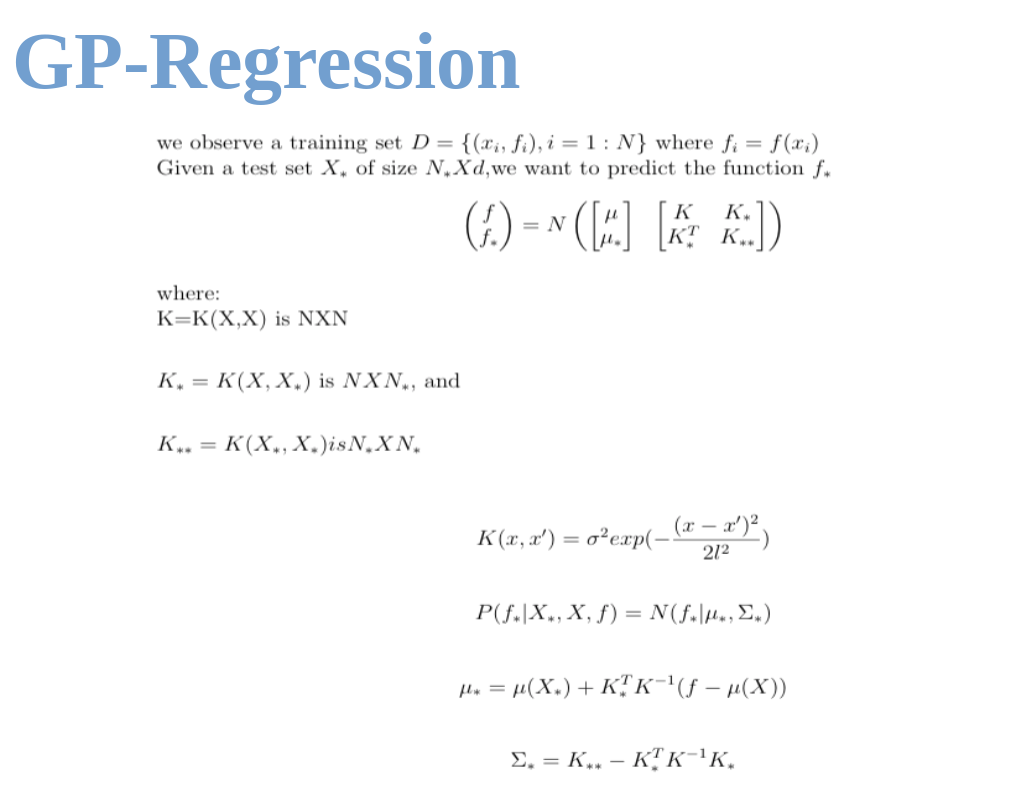 GP-Regression
we observe a training set $D = \{(x_i, f_i), i = 1 : N\}$ where $f_i = f(x_i)$
Given a test set $X_*$ of size $N_*Xd$,we want to predict the function $f_*$
$\begin{pmatrix} f \\ f_* \end{pmatrix} = N \left( \begin{bmatrix} \mu \\ \mu_* \end{bmatrix} \begin{bmatrix} K & K_* \\ K_*^T & K_{**} \end{bmatrix} \right)$
where:
K=K(X,X) is NXN
$K_* = K(X, X_*)$ is $NXN_*$, and
$K_{**} = K(X_*, X_*)isN_*XN_*$
$K(x, x') = \sigma^2 exp(-\frac{(x - x')^2}{2l^2})$
$P(f_*|X_*, X, f) = N(f_*|\mu_*, \Sigma_*)$
$\mu_* = \mu(X_*) + K_*^T K^{-1}(f - \mu(X))$
$\Sigma_* = K_{**} - K_*^T K^{-1} K_*$